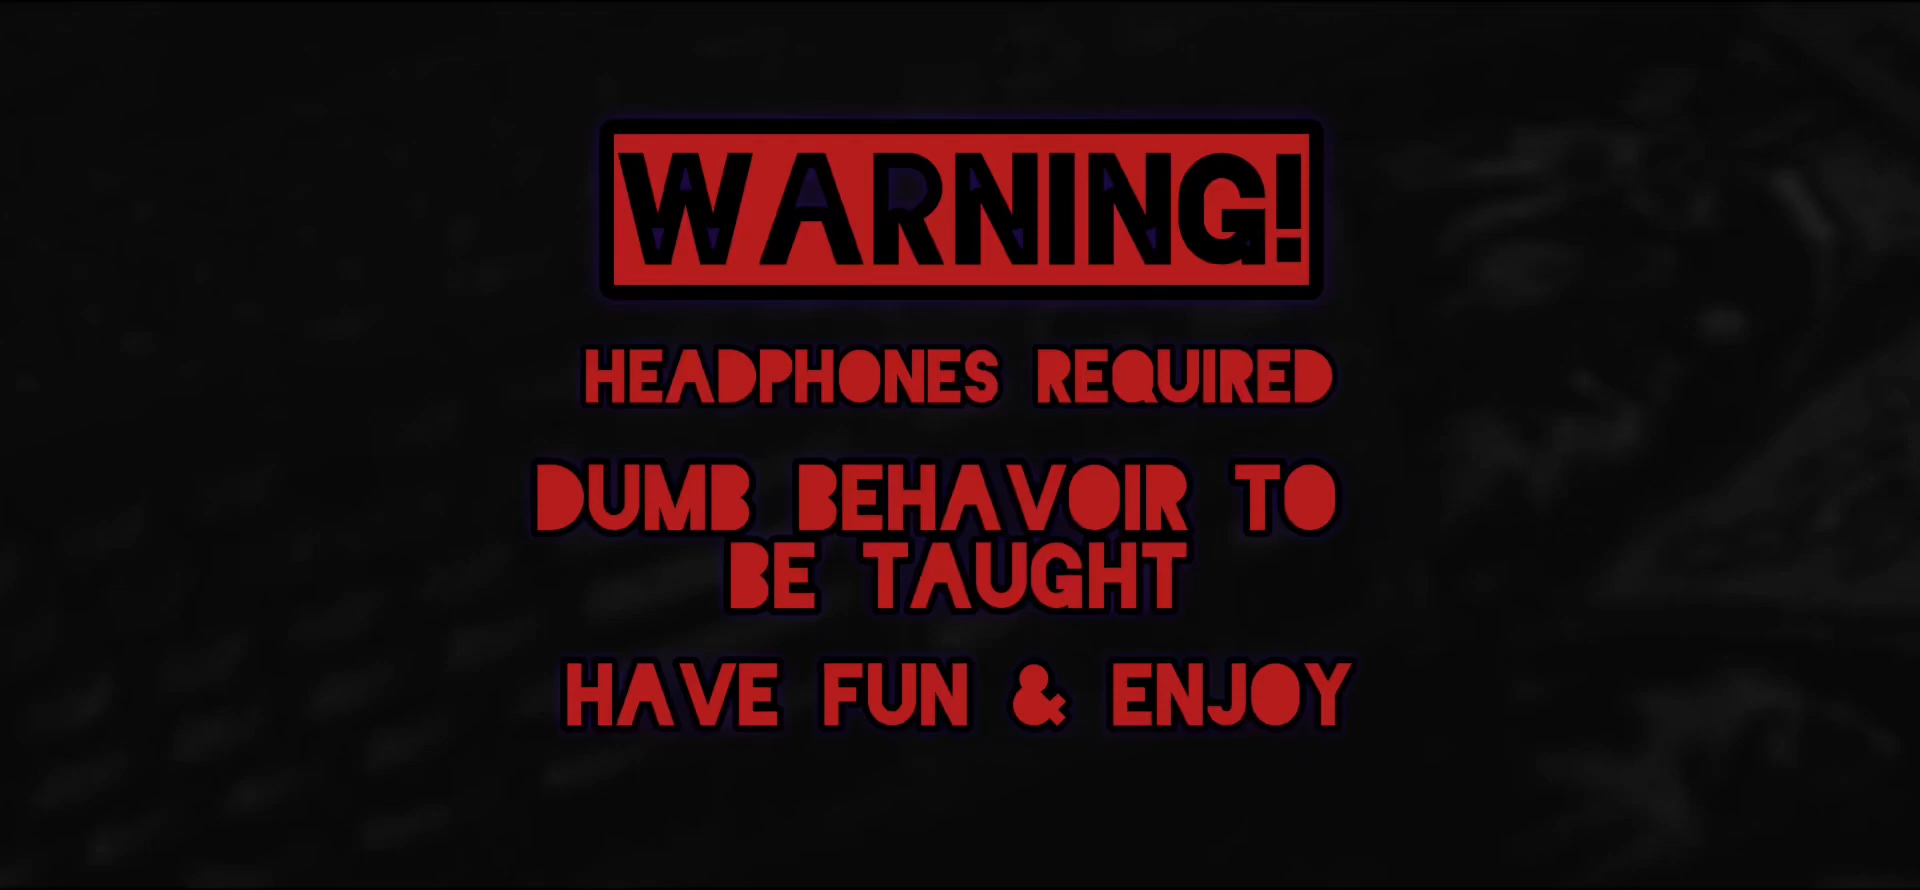 WARNING!
HEADPHONES REQUIRED
DUMB BEHAVOIR TO
BE TAUGHT
HAVE FUN & ENJOY